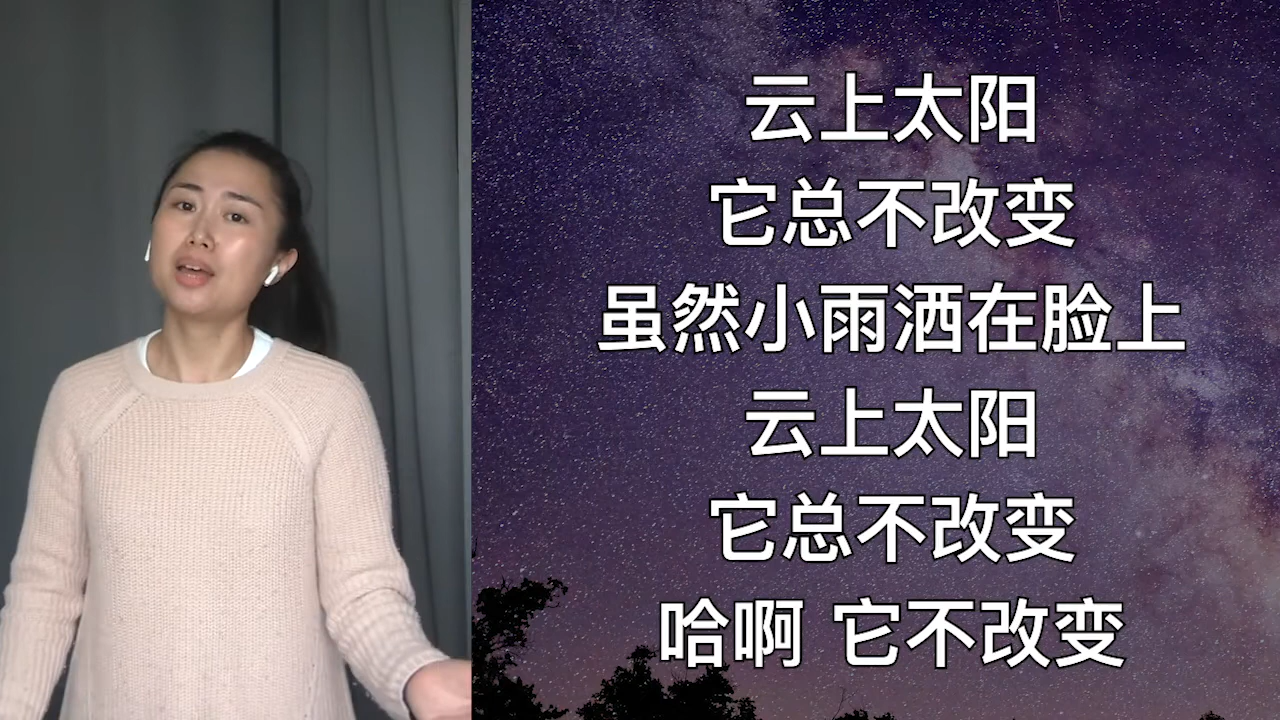 云上太阳
它总不改变
虽然小雨洒在脸上
云上太阳
它总不改变
哈啊 它不改变